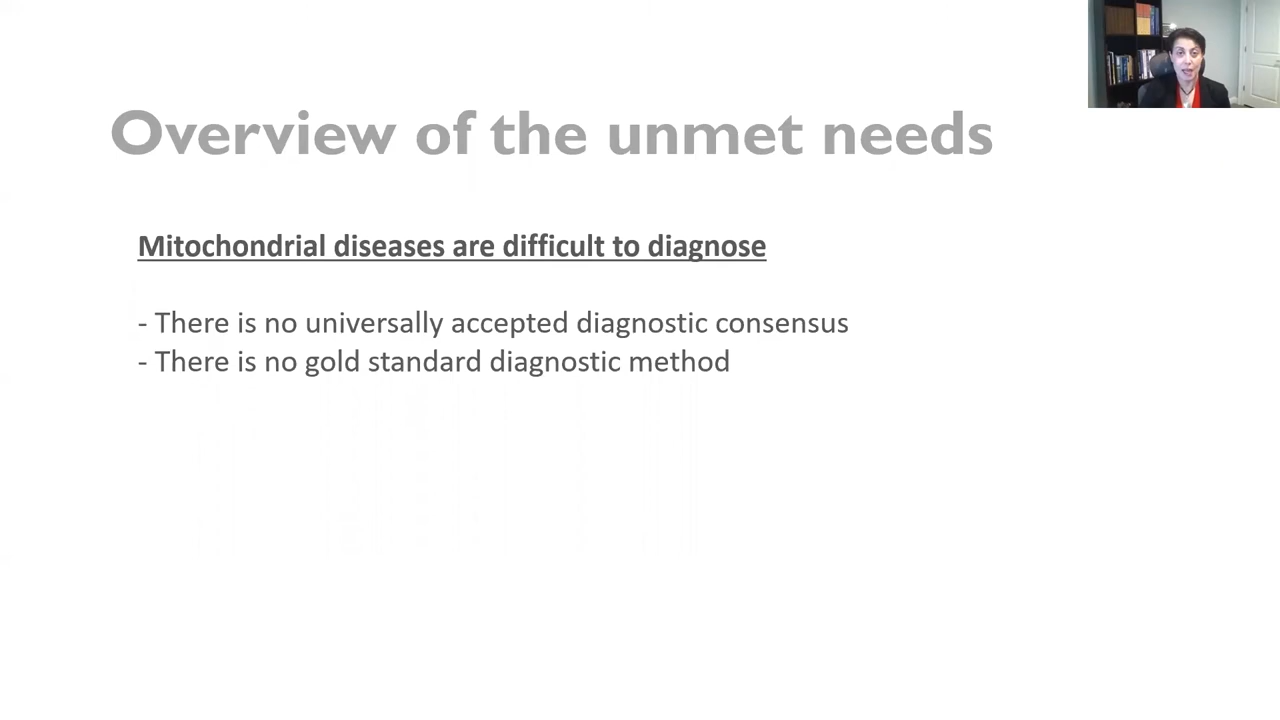 Overview of the unmet needs
Mitochondrial diseases are difficult to diagnose
- There is no universally accepted diagnostic consensus
- There is no gold standard diagnostic method